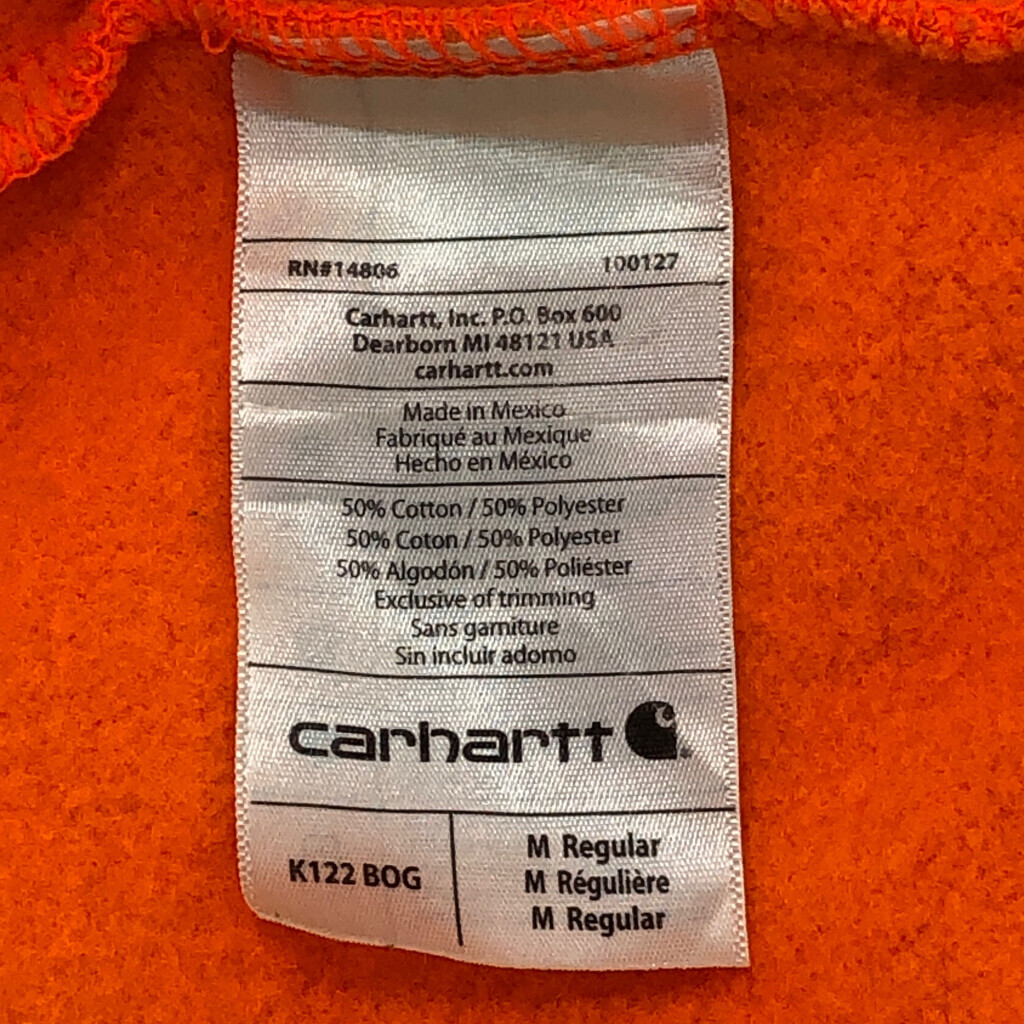 RN#14806 100127
Carhartt, Inc. P.O. Box 600
Dearborn MI 48121 USA
carhartt.com
Made in Mexico
Fabriqué au Mexique
Hecho en México
50% Cotton / 50% Polyester
50% Coton / 50% Polyester
50% Algodón / 50% Poliéster
Exclusive of trimming
Sans garniture
Sin incluir adorno
carhartt
K122 BOG
M Regular
M Régulière
M Regular